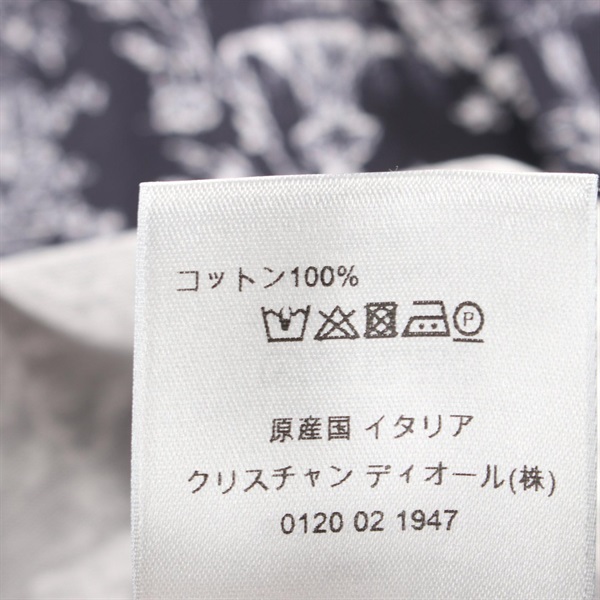 コットン100%
P
原産国 イタリア
クリスチャン ディオール(株)
0120 02 1947